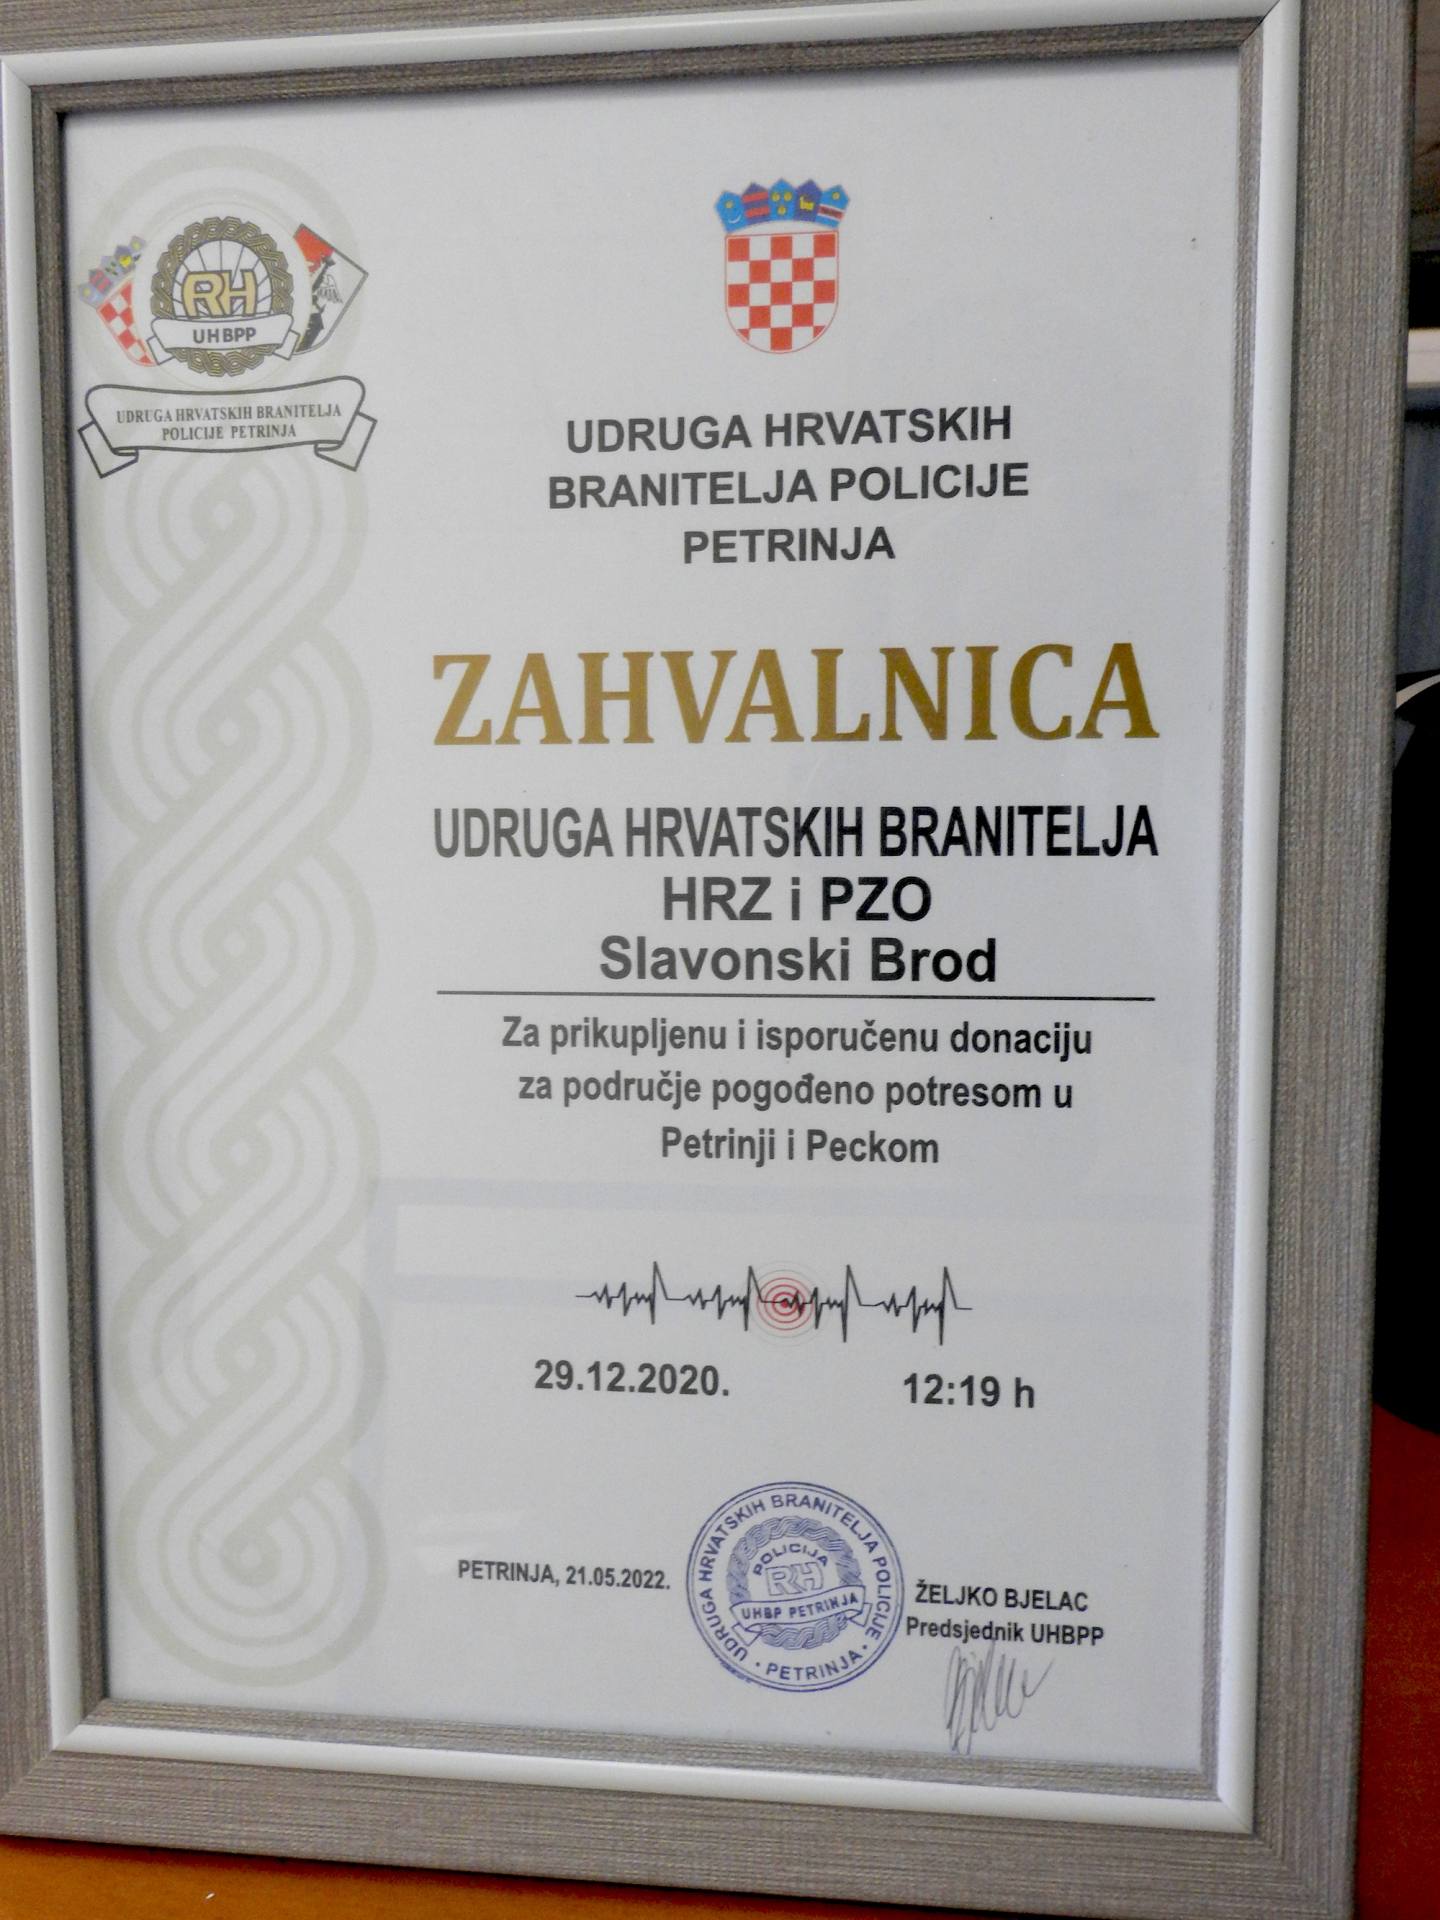 RH
UHBPP
UDRUGA HRVATSKIH BRANITELJA
POLICIJE PETRINJA
UDRUGA HRVATSKIH
BRANITELJA POLICIJE
PETRINJA
ZAHVALNICA
UDRUGA HRVATSKIH BRANITELJA
HRZ i PZO
Slavonski Brod
Za prikupljenu i isporučenu donaciju
za područje pogođeno potresom u
Petrinji i Peckom
29.12.2020. 12:19 h
PETRINJA, 21.05.2022.
UDRUGA HRVATSKIH BRANITELJA POLICIJE
POLICIJA
RH
UHBP PETRINJA
• PETRINJA •
ŽELJKO BJELAC
Predsjednik UHBPP